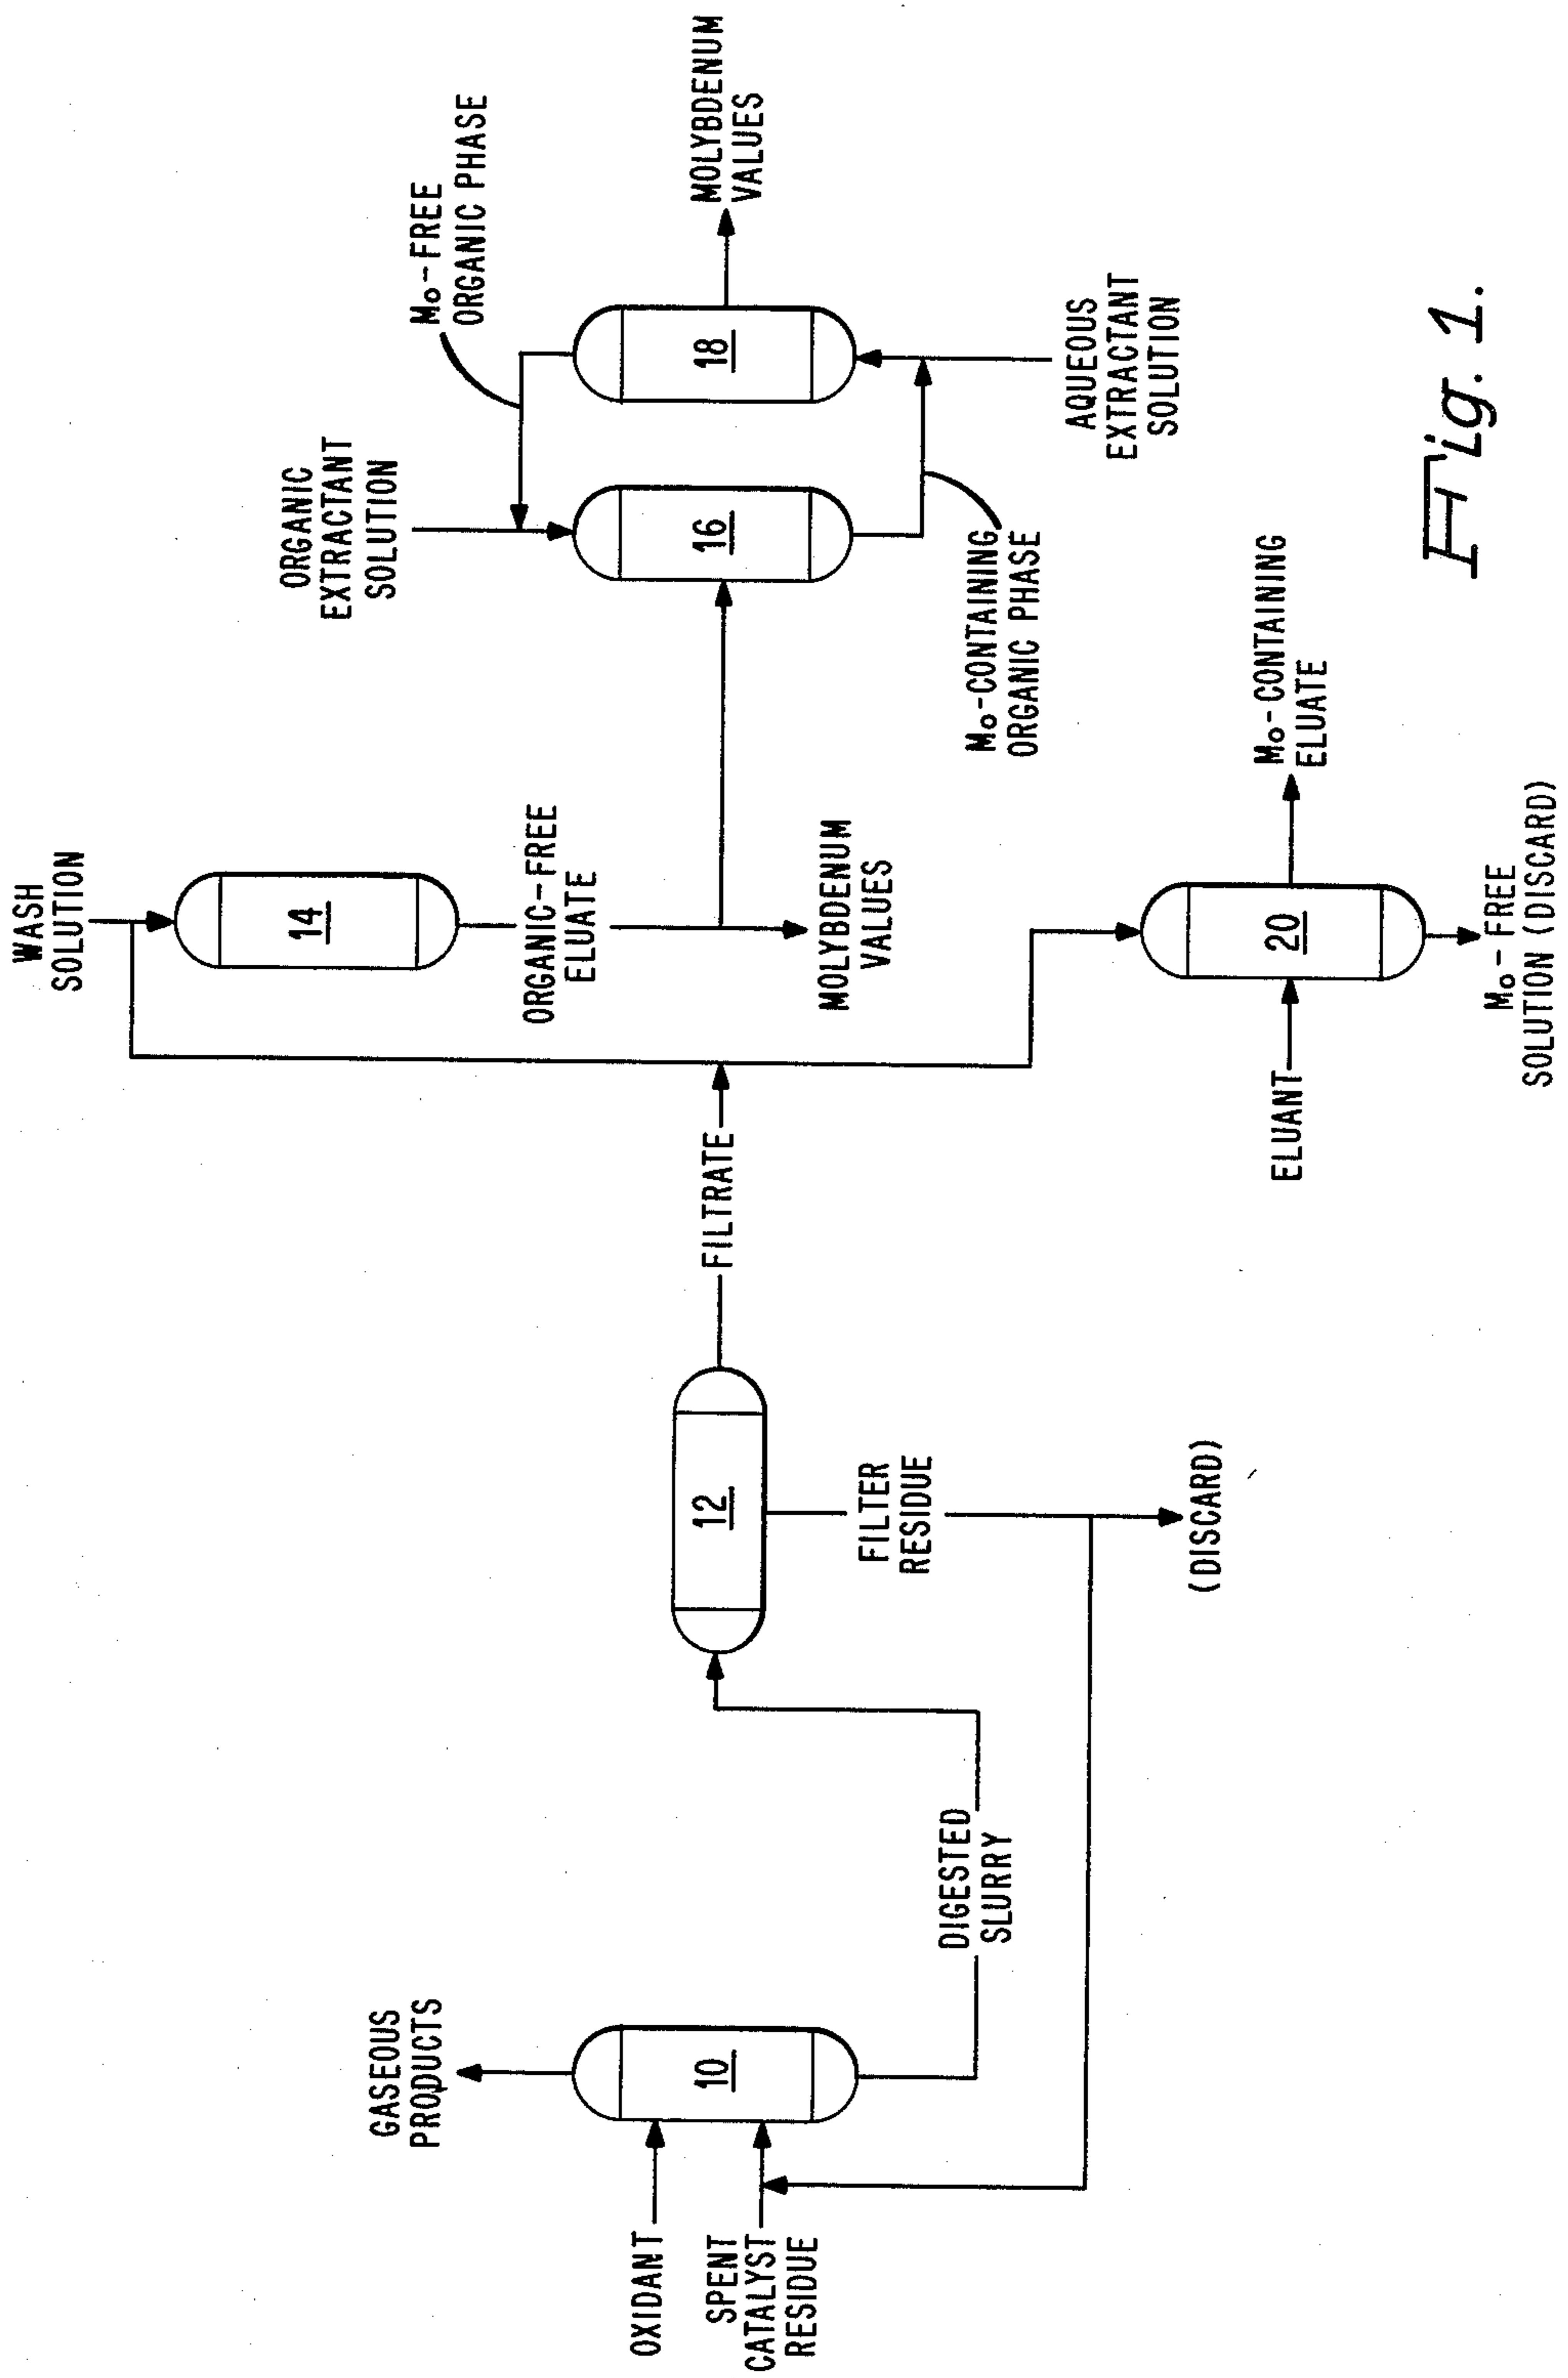 GASEOUS
PRODUCTS
OXIDANT
SPENT
CATALYST
RESIDUE
10
DIGESTED
SLURRY
12
FILTER
RESIDUE
(DISCARD)
FILTRATE
WASH
SOLUTION
14
ORGANIC-FREE
ELUATE
MOLYBDENUM
VALUES
ELUANT
20
Mo-CONTAINING
ELUATE
Mo-FREE
SOLUTION (DISCARD)
ORGANIC
EXTRACTANT
SOLUTION
16
Mo-CONTAINING
ORGANIC PHASE
Mo-FREE
ORGANIC PHASE
18
MOLYBDENUM
VALUES
AQUEOUS
EXTRACTANT
SOLUTION
Fig. 1.